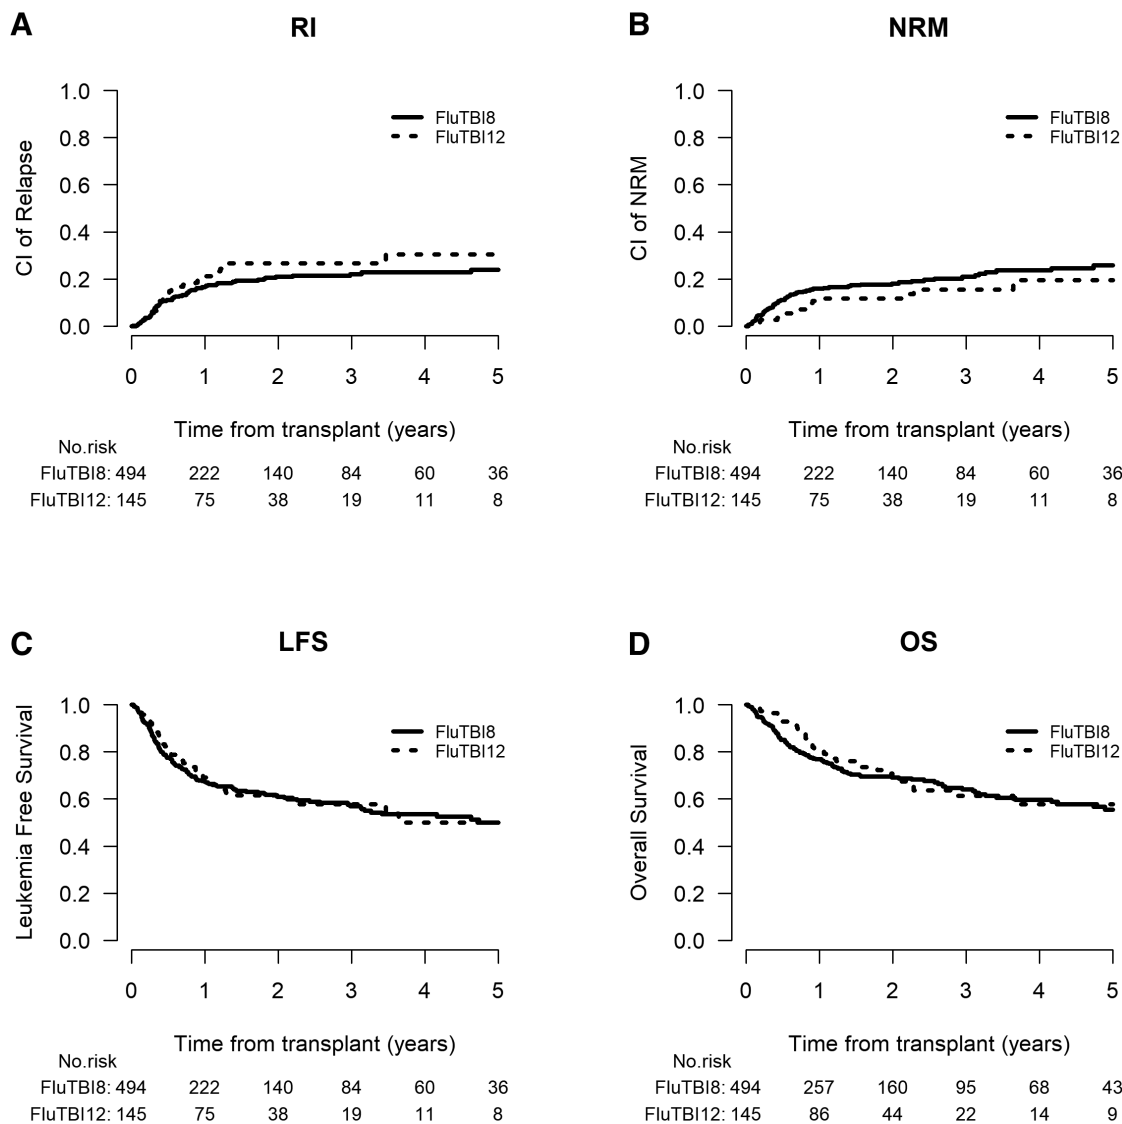 A
RI
1.0
0.8
0.6
0.4
0.2
0.0
CI of Relapse
FluTBI8
FluTBI12
0 1 2 3 4 5
Time from transplant (years)
No.risk
FluTBI8: 494 222 140 84 60 36
FluTBI12: 145 75 38 19 11 8
B
NRM
1.0
0.8
0.6
0.4
0.2
0.0
CI of NRM
FluTBI8
FluTBI12
0 1 2 3 4 5
Time from transplant (years)
No.risk
FluTBI8: 494 222 140 84 60 36
FluTBI12: 145 75 38 19 11 8
C
LFS
1.0
0.8
0.6
0.4
0.2
0.0
Leukemia Free Survival
FluTBI8
FluTBI12
0 1 2 3 4 5
Time from transplant (years)
No.risk
FluTBI8: 494 222 140 84 60 36
FluTBI12: 145 75 38 19 11 8
D
OS
1.0
0.8
0.6
0.4
0.2
0.0
Overall Survival
FluTBI8
FluTBI12
0 1 2 3 4 5
Time from transplant (years)
No.risk
FluTBI8: 494 257 160 95 68 43
FluTBI12: 145 86 44 22 14 9